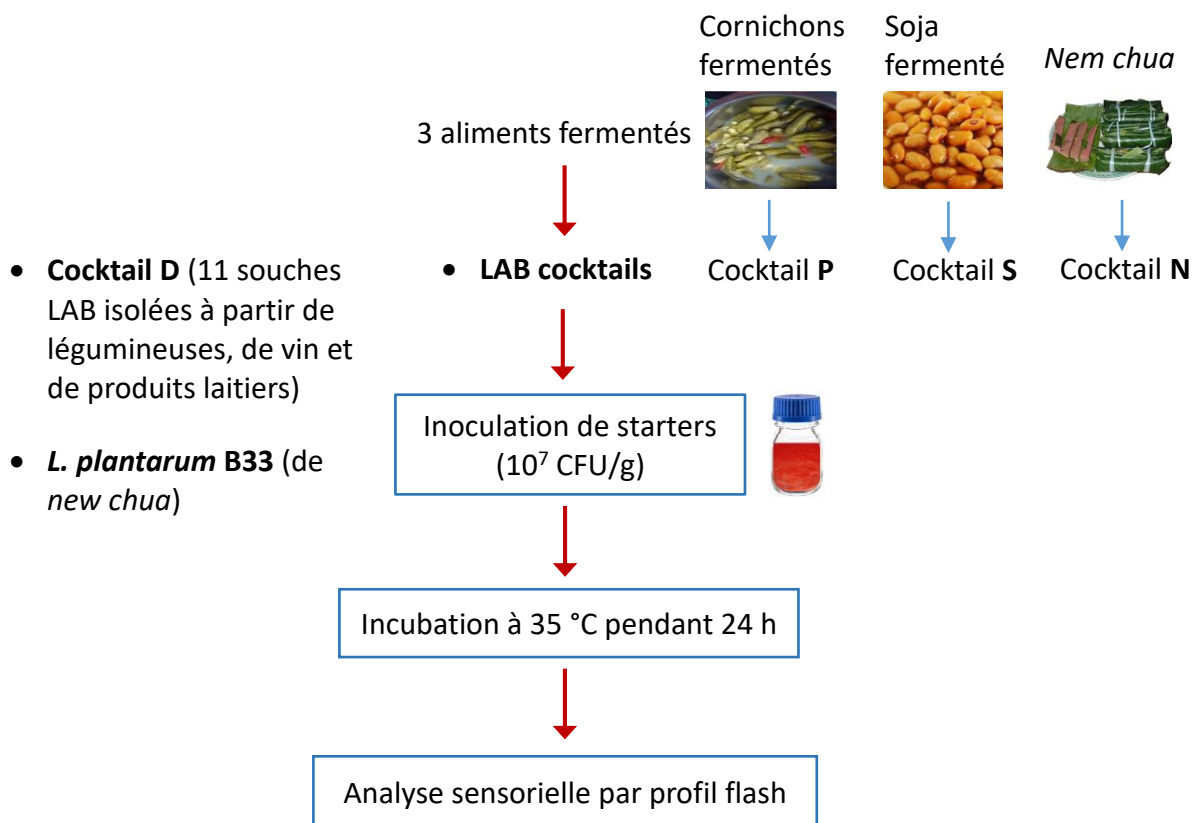 Cornichons
fermentés
Soja
fermenté
Nem chua
3 aliments fermentés
• Cocktail D (11 souches
LAB isolées à partir de
légumineuses, de vin et
de produits laitiers)
• L. plantarum B33 (de
new chua)
• LAB cocktails
Cocktail P
Cocktail S
Cocktail N
Inoculation de starters
(10⁷ CFU/g)
Incubation à 35 °C pendant 24 h
Analyse sensorielle par profil flash